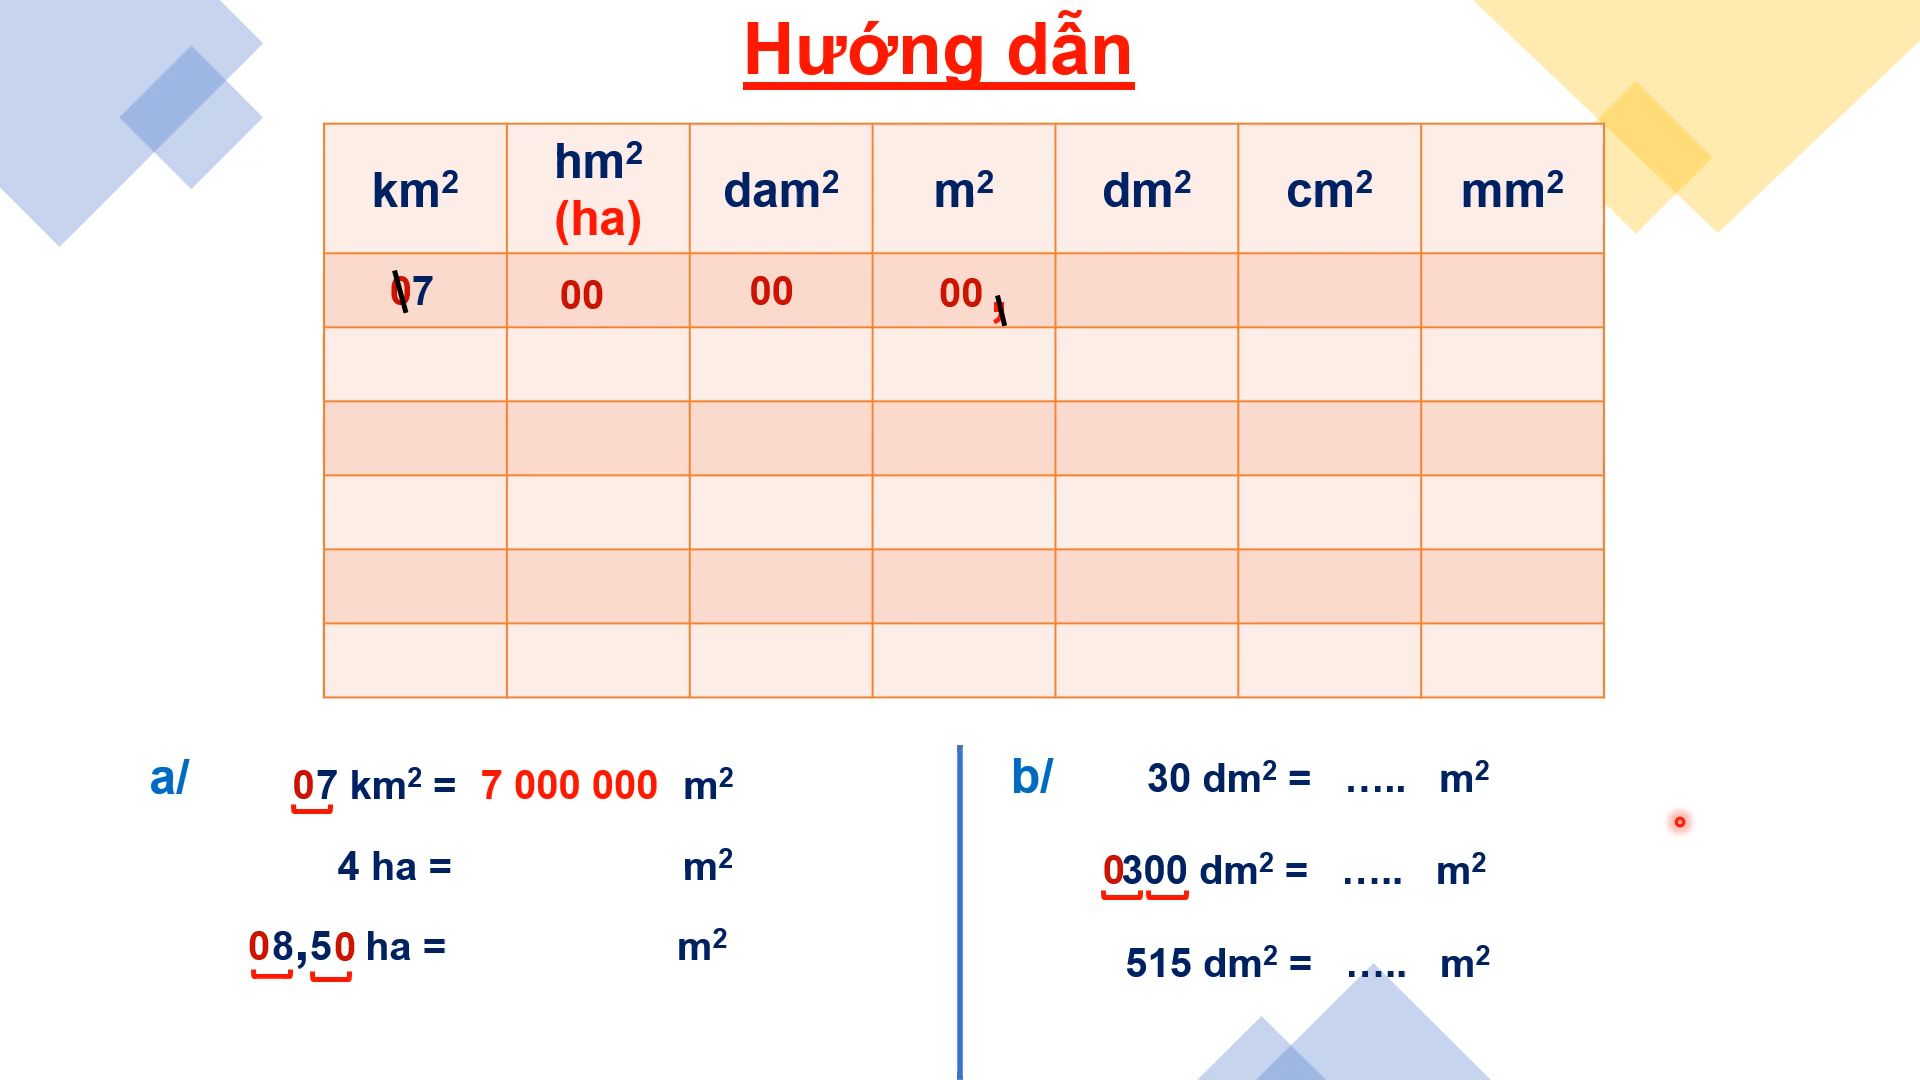 Hướng dẫn
km² hm² (ha) dam² m² dm² cm² mm²
07 00 00 00 ,
a/ 07 km² = 7 000 000 m²
4 ha = m²
08,50 ha = m²
b/ 30 dm² = ..... m²
0300 dm² = ..... m²
515 dm² = ..... m²